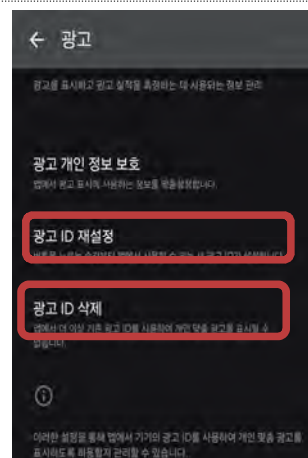 ← 광고
광고를 표시하고 광고 실적을 측정하는 데 사용되는 정보 관리
광고 개인 정보 보호
앱에서 광고 표시에 사용하는 정보를 맞춤설정합니다.
광고 ID 재설정
광고 ID 삭제
앱에서 더 이상 기존 광고 ID를 사용하여 개인 맞춤 광고를 표시할 수
없습니다.
이러한 설정을 통해 앱에서 기기의 광고 ID를 사용하여 개인 맞춤 광고를
표시하도록 허용할지 관리할 수 있습니다.